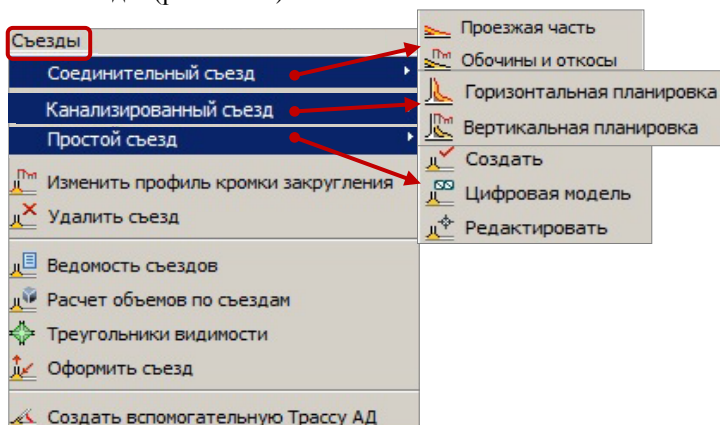 Съезды
Соединительный съезд
Канализированный съезд
Простой съезд
Изменить профиль кромки закругления
Удалить съезд
Ведомость съездов
Расчет объемов по съездам
Треугольники видимости
Оформить съезд
Создать вспомогательную Трассу АД
Проезжая часть
Обочины и откосы
Горизонтальная планировка
Вертикальная планировка
Создать
Цифровая модель
Редактировать